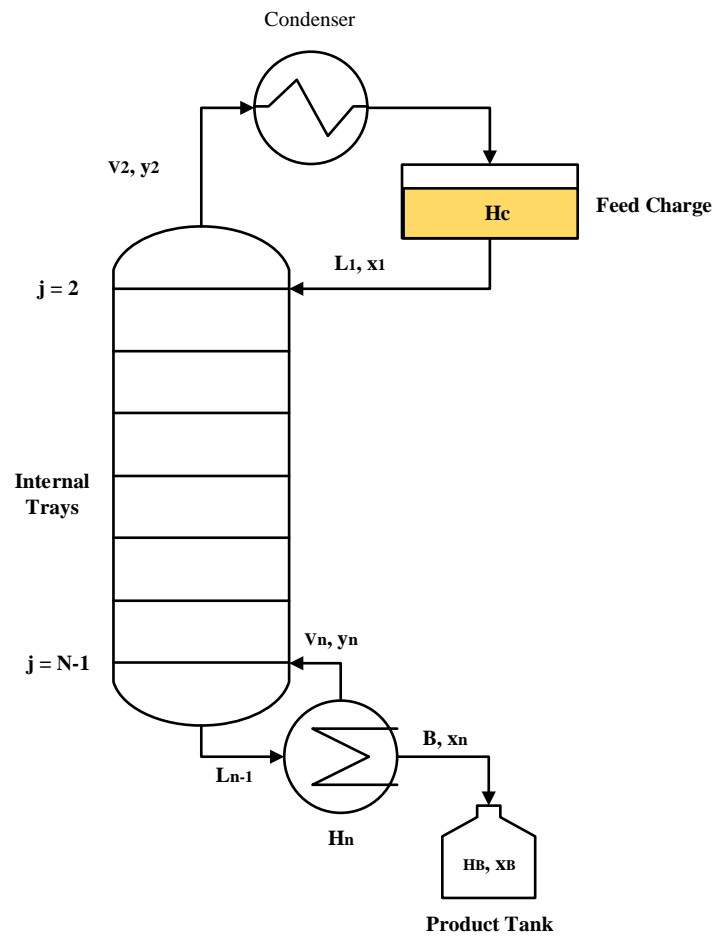 Condenser
V2, y2
Hc
Feed Charge
L1, x1
j = 2
Internal
Trays
Vn, yn
j = N-1
B, xn
Ln-1
Hn
HB, xB
Product Tank